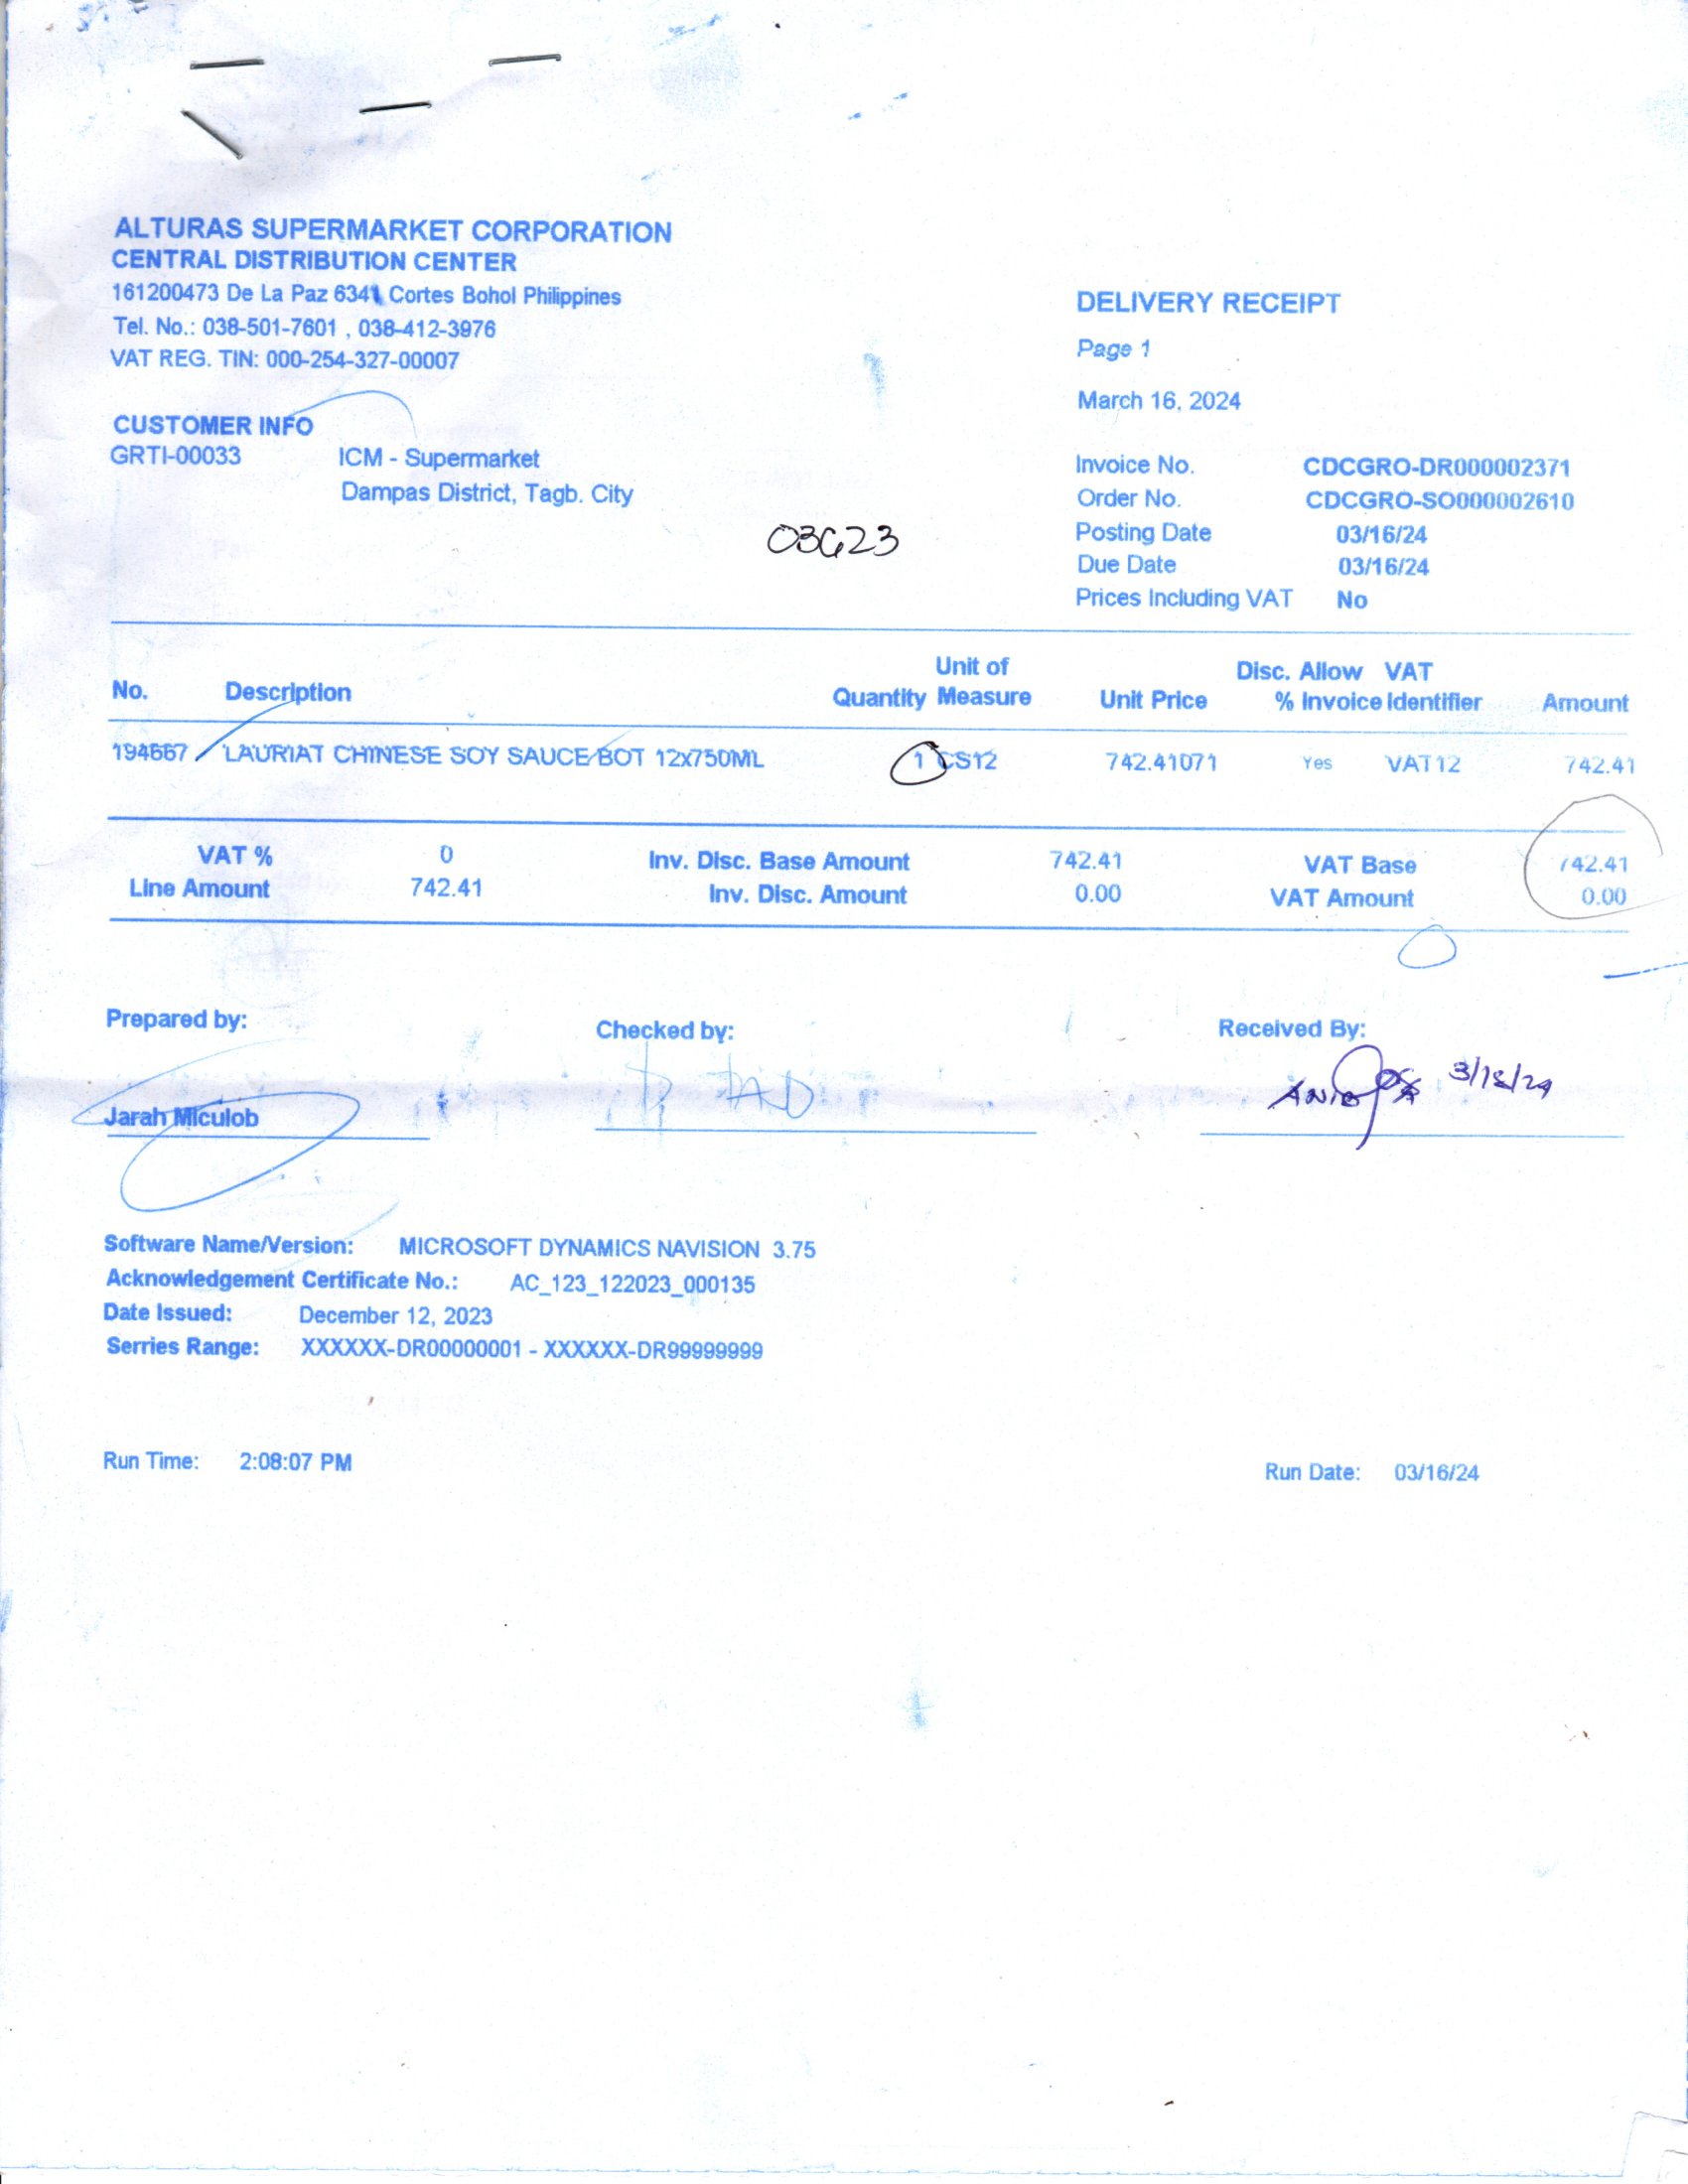 ALTURAS SUPERMARKET CORPORATION
CENTRAL DISTRIBUTION CENTER
161200473 De La Paz 6341 Cortes Bohol Philippines
Tel. No.: 038-501-7601 , 038-412-3976
VAT REG. TIN: 000-254-327-00007
DELIVERY RECEIPT
Page 1
March 16, 2024
CUSTOMER INFO
GRTI-00033 ICM - Supermarket
Dampas District, Tagb. City
03623
Invoice No. CDCGRO-DR000002371
Order No. CDCGRO-SO000002610
Posting Date 03/16/24
Due Date 03/16/24
Prices Including VAT No
No. Description Quantity Unit of Measure Unit Price Disc. % Allow Invoice VAT Identifier Amount
194667 LAURIAT CHINESE SOY SAUCE BOT 12x750ML 1 CS12 742.41071 Yes VAT12 742.41
VAT % 0 Inv. Disc. Base Amount 742.41 VAT Base 742.41
Line Amount 742.41 Inv. Disc. Amount 0.00 VAT Amount 0.00
Prepared by: Checked by: Received By:
Jarah Miculob 3/18/24
Software Name/Version: MICROSOFT DYNAMICS NAVISION 3.75
Acknowledgement Certificate No.: AC_123_122023_000135
Date Issued: December 12, 2023
Serries Range: XXXXXX-DR00000001 - XXXXXX-DR99999999
Run Time: 2:08:07 PM Run Date: 03/16/24